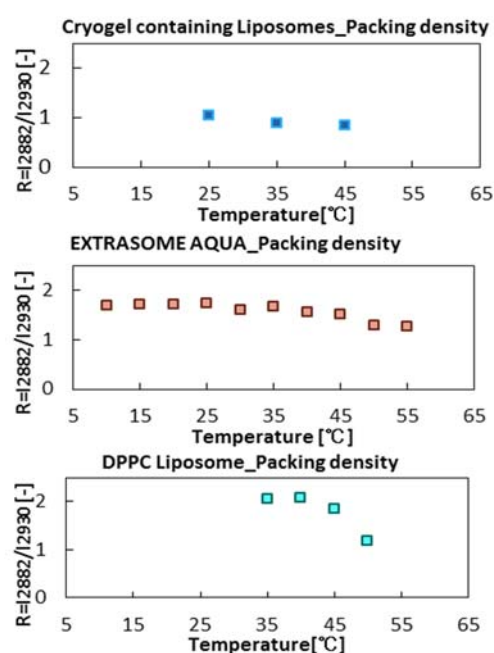 Cryogel containing Liposomes_Packing density
R=I2882/I2930 [-]
2
1
0
5 15 25 35 45 55 65
Temperature[℃]
EXTRASOME AQUA_Packing density
R=I2882/I2930 [-]
2
1
0
5 15 25 35 45 55 65
Temperature [℃]
DPPC Liposome_Packing density
R=I2882/I2930 [-]
2
1
0
5 15 25 35 45 55 65
Temperature[℃]